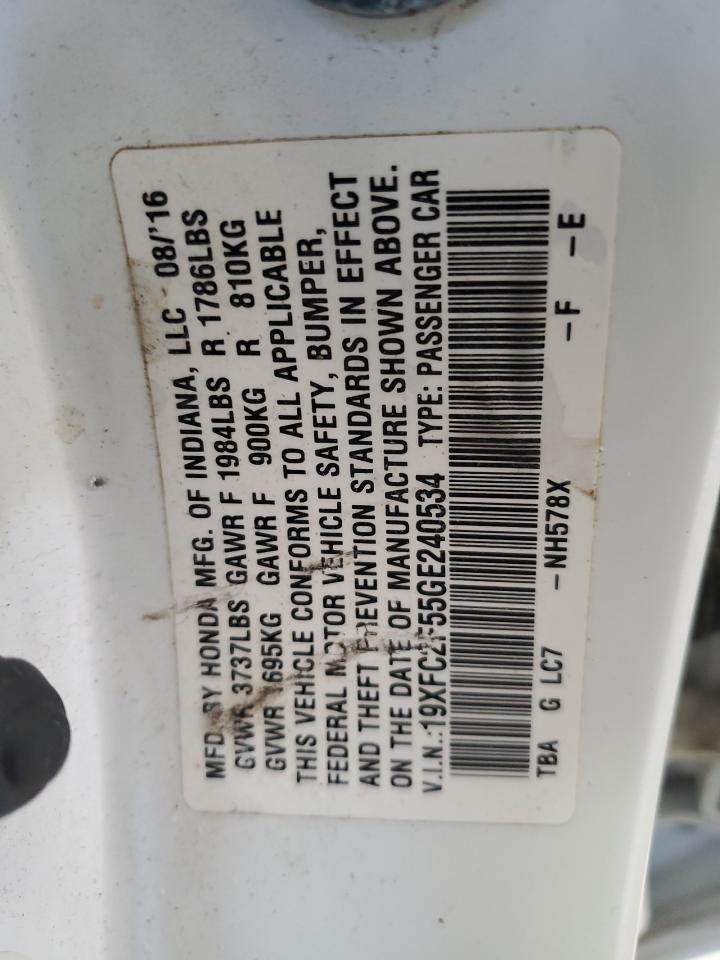 MFD. BY HONDA MFG. OF INDIANA, LLC 08/'16
GVWR 3737LBS GAWR F 1984LBS R 1786LBS
GVWR 1695KG GAWR F 900KG R 810KG
THIS VEHICLE CONFORMS TO ALL APPLICABLE
FEDERAL MOTOR VEHICLE SAFETY, BUMPER,
AND THEFT PREVENTION STANDARDS IN EFFECT
ON THE DATE OF MANUFACTURE SHOWN ABOVE.
V.I.N.:19XFC2F55GE240534 TYPE: PASSENGER CAR
TBA G LC7 -NH578X -F -E